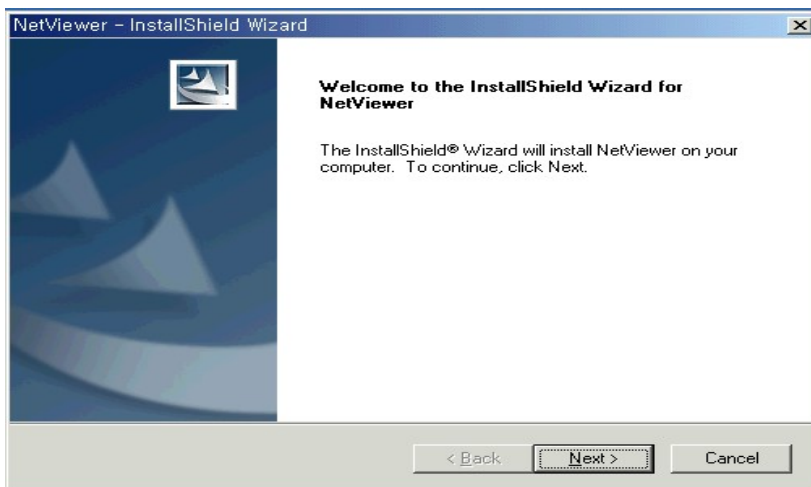 NetViewer - InstallShield Wizard
Welcome to the InstallShield Wizard for
NetViewer
The InstallShield® Wizard will install NetViewer on your
computer. To continue, click Next.
< Back
Next >
Cancel